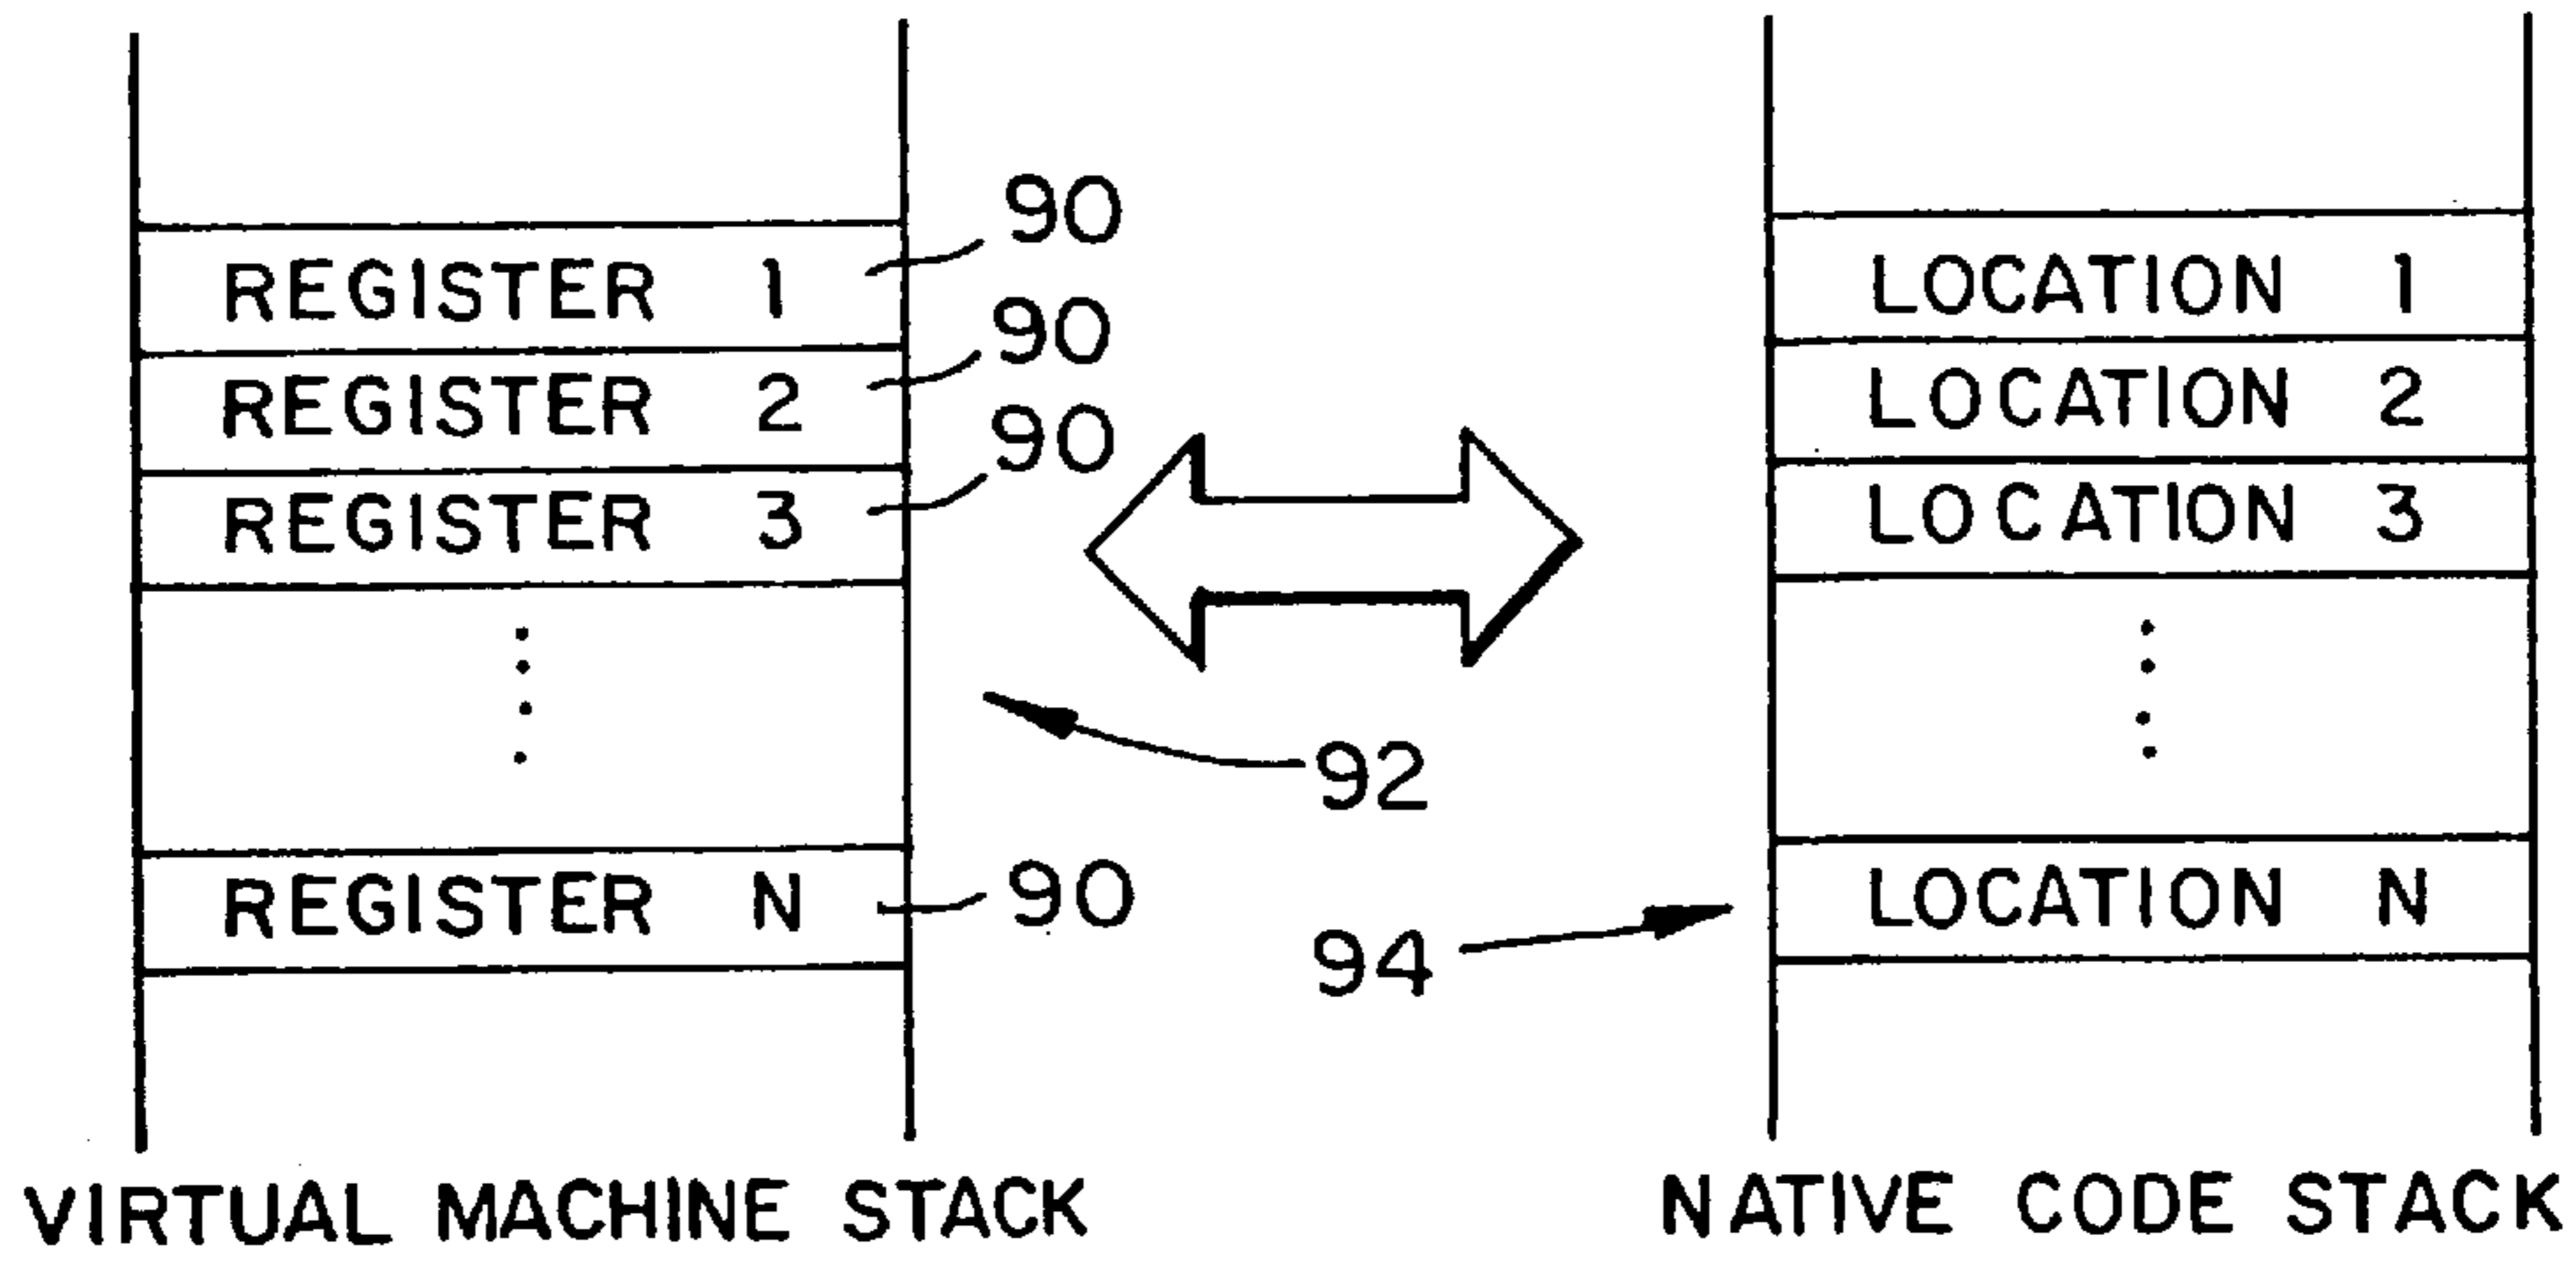 90
REGISTER 1
LOCATION 1
90
REGISTER 2
LOCATION 2
90
REGISTER 3
LOCATION 3
92
REGISTER N
90
LOCATION N
94
VIRTUAL MACHINE STACK
NATIVE CODE STACK